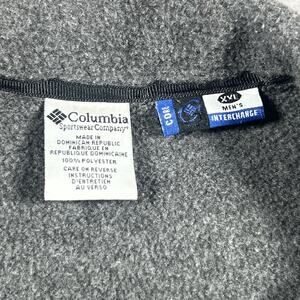 Columbia
Sportswear Company
MADE IN
DOMINICAN REPUBLIC
FABRIQUE EN
REPUBLIQUE DOMINICAINE
100% POLYESTER
CARE ON REVERSE
INSTRUCTIONS
D'ENTRETIEN
AU VERSO
CORE
XXL
MEN'S
INTERCHANGE